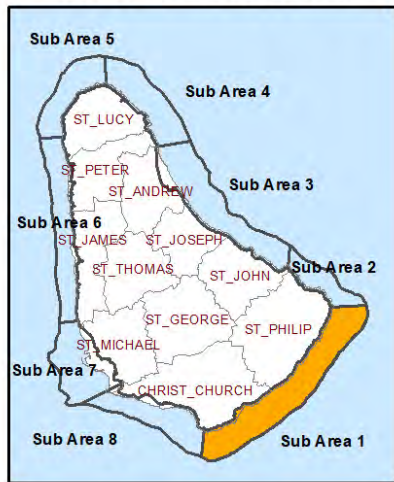 Sub Area 5
Sub Area 4
ST_LUCY
ST_PETER
Sub Area 3
ST_ANDREW
Sub Area 6
ST_JAMES
ST_JOSEPH
ST_THOMAS
ST_JOHN
Sub Area 2
ST_GEORGE
ST_PHILIP
ST_MICHAEL
Sub Area 7
CHRIST_CHURCH
Sub Area 8
Sub Area 1